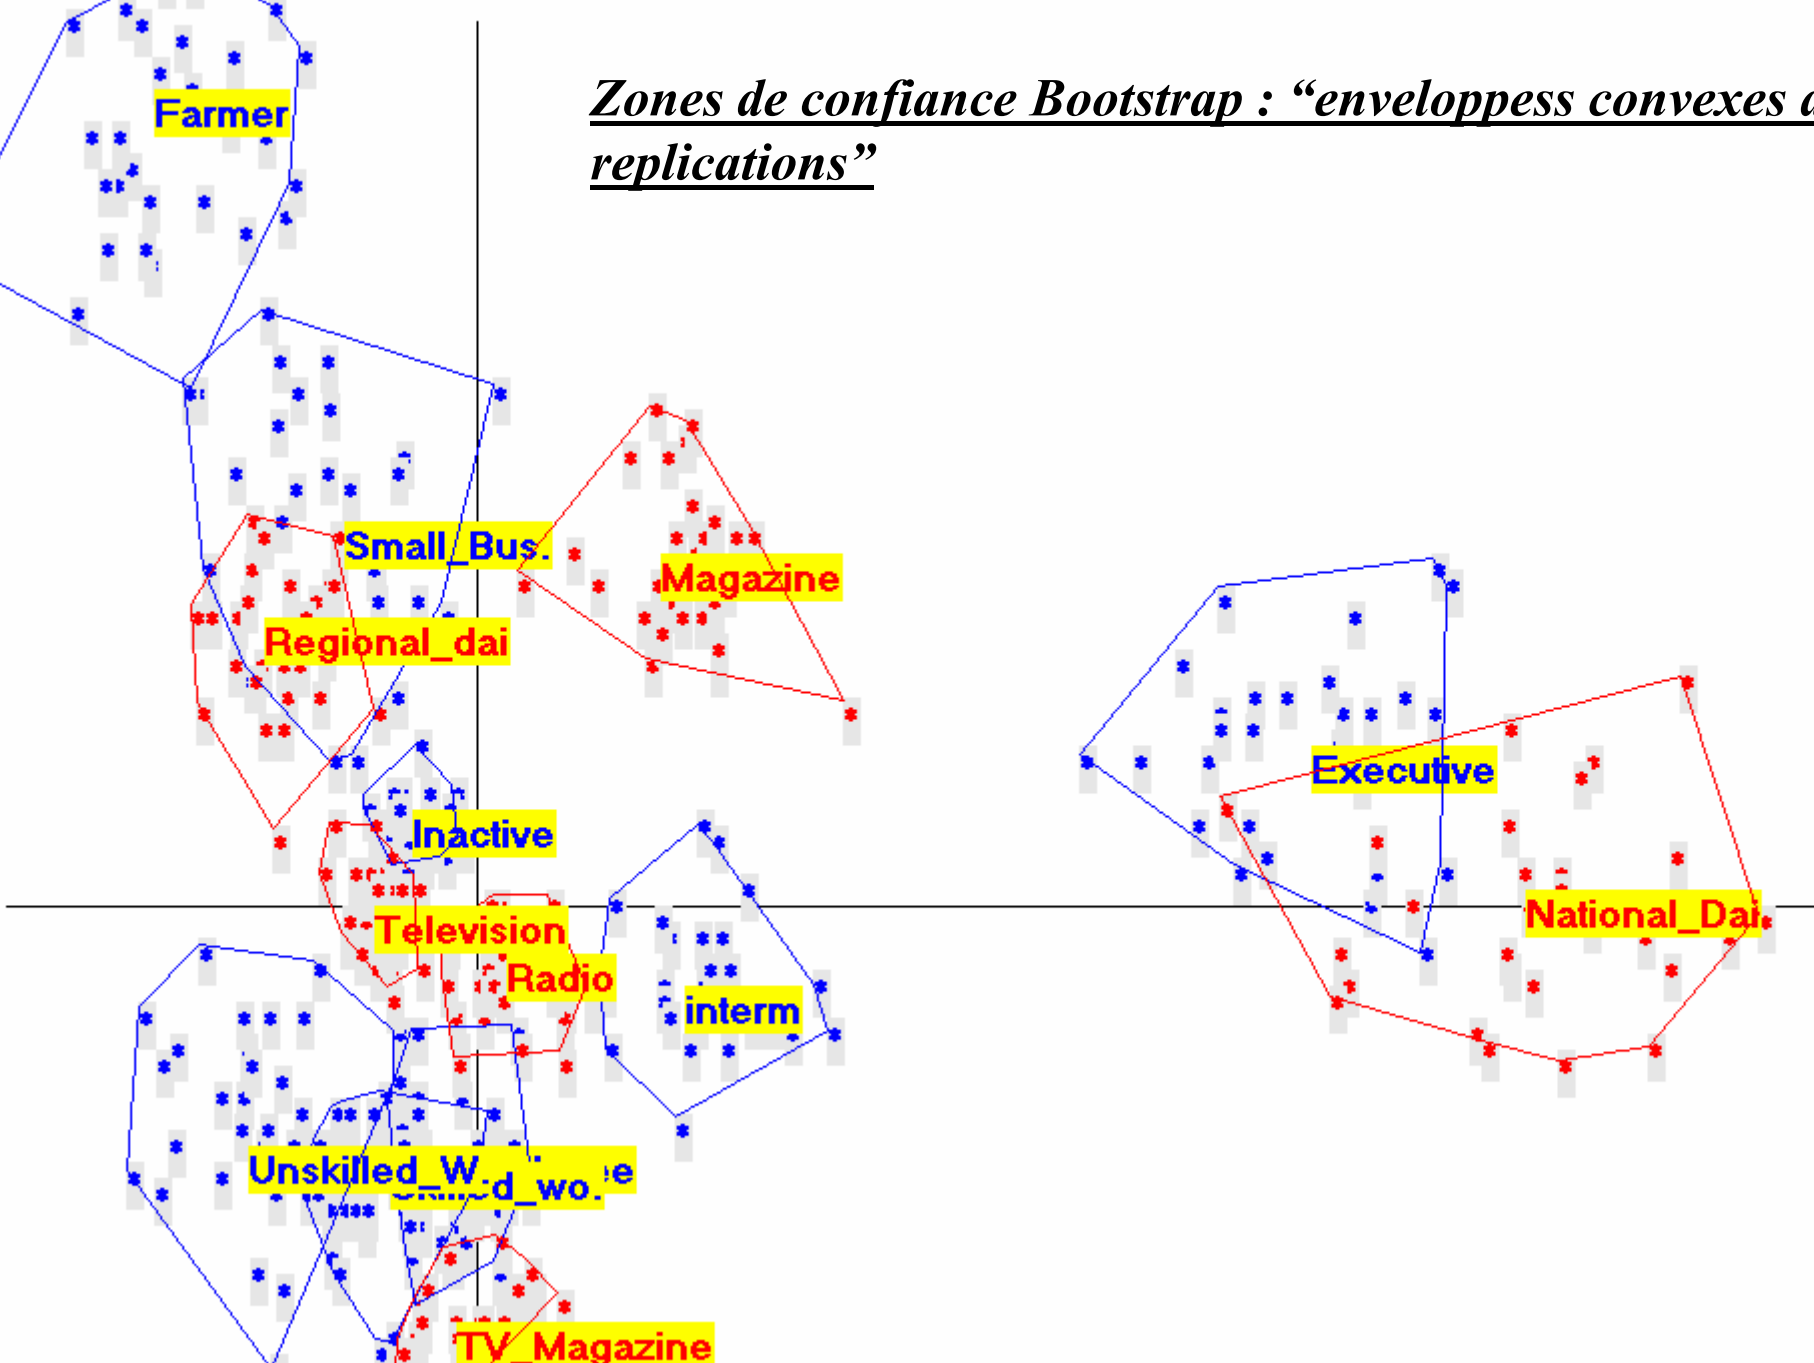 Zones de confiance Bootstrap : “enveloppess convexes
replications”
Farmer
Small_Bus.
Magazine
Regional_dai
Executive
Inactive
National_Dai.
Television
Radio
interm
Unskilled_W.
TV_Magazine